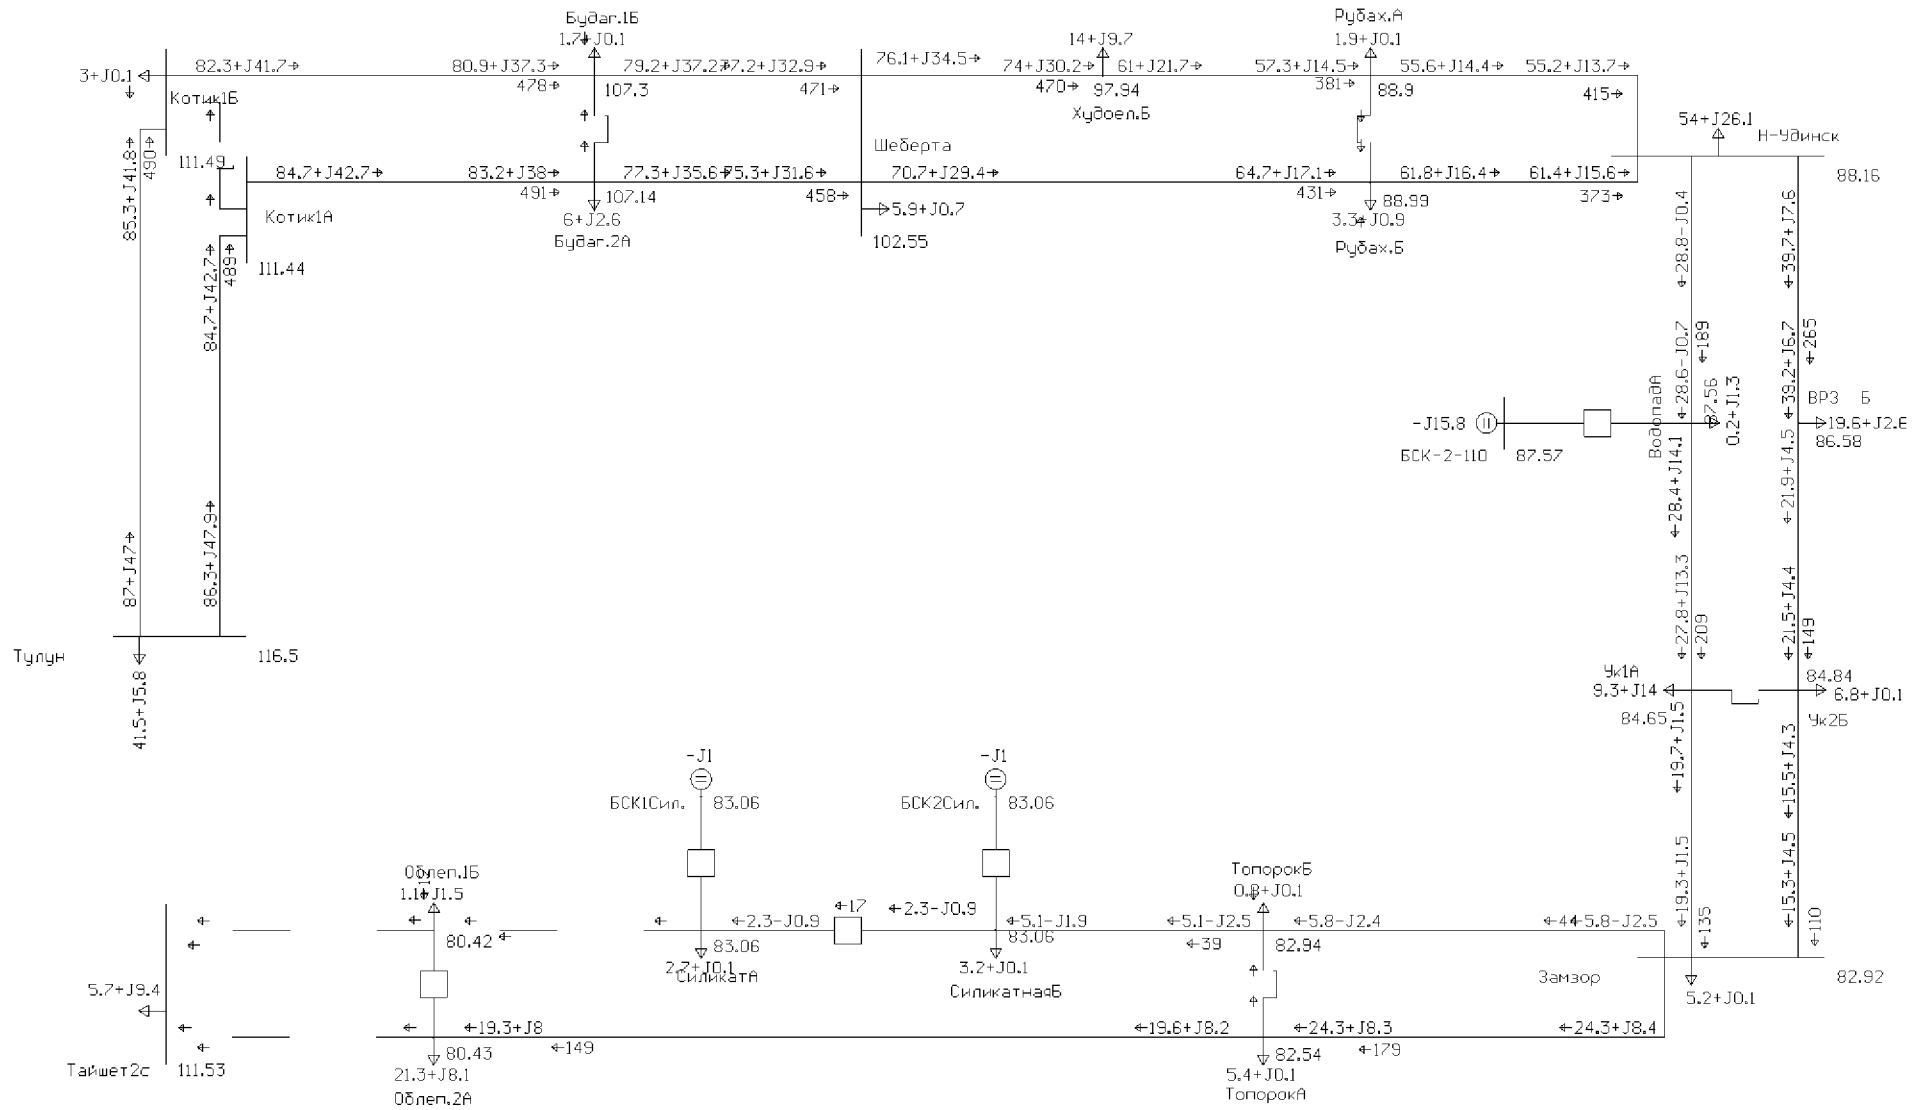 Будаг.1Б
1.7+J0.1
Рубах.А
1.9+J0.1
14+J9.7
3+J0.1
82.3+J41.7
80.9+J37.3
79.2+J37.2
77.2+J32.9
76.1+J34.5
74+J30.2
61+J21.7
57.3+J14.5
55.6+J14.4
55.2+J13.7
478
107.3
471
470
97.94
381
88.9
415
Котик1Б
Худоел.Б
54+J26.1
Н-Удинск
88.16
490
85.3+J41.8
111.49
Шеберта
84.7+J42.7
83.2+J38
77.3+J35.6
75.3+J31.6
70.7+J29.4
64.7+J17.1
61.8+J16.4
61.4+J15.6
491
107.14
458
431
88.99
373
Котик1А
6+J2.6
Будаг.2А
5.9+J0.7
102.55
3.3+J0.9
Рубах.Б
111.44
489
84.7+J42.7
28.8-J0.4
39.7+J7.6
28.6-J0.7
189
39.2+J6.7
265
-J15.8
БСК-2-110
87.57
ВодопадА
87.56
0.2+J1.3
ВРЗ Б
19.6+J2.6
86.58
28.4+J14.1
21.9+J4.5
87+J47
86.3+J47.9
27.8+J13.3
209
21.5+J4.4
149
Тулун
116.5
41.5+J5.8
Ук1А
9.3+J14
84.65
84.84
6.8+J0.1
Ук2Б
19.7+J1.5
15.5+J4.3
-J1
-J1
БСК1Сил.
83.06
БСК2Сил.
83.06
19.3+J1.5
135
15.3+J4.5
110
Облеп.1Б
1.1+J1.5
80.42
2.3-J0.9
17
2.3-J0.9
5.1-J1.9
5.1-J2.5
ТопорокБ
0.8+J0.1
5.8-J2.4
44
5.8-J2.5
83.06
2.7+J0.1
СиликатА
83.06
3.2+J0.1
СиликатнаяБ
39
82.94
Замзор
82.92
5.2+J0.1
5.7+J9.4
19.3+J8
19.6+J8.2
24.3+J8.3
24.3+J8.4
Тайшет2с
111.53
80.43
149
82.54
179
21.3+J8.1
Облеп.2А
5.4+J0.1
ТопорокА